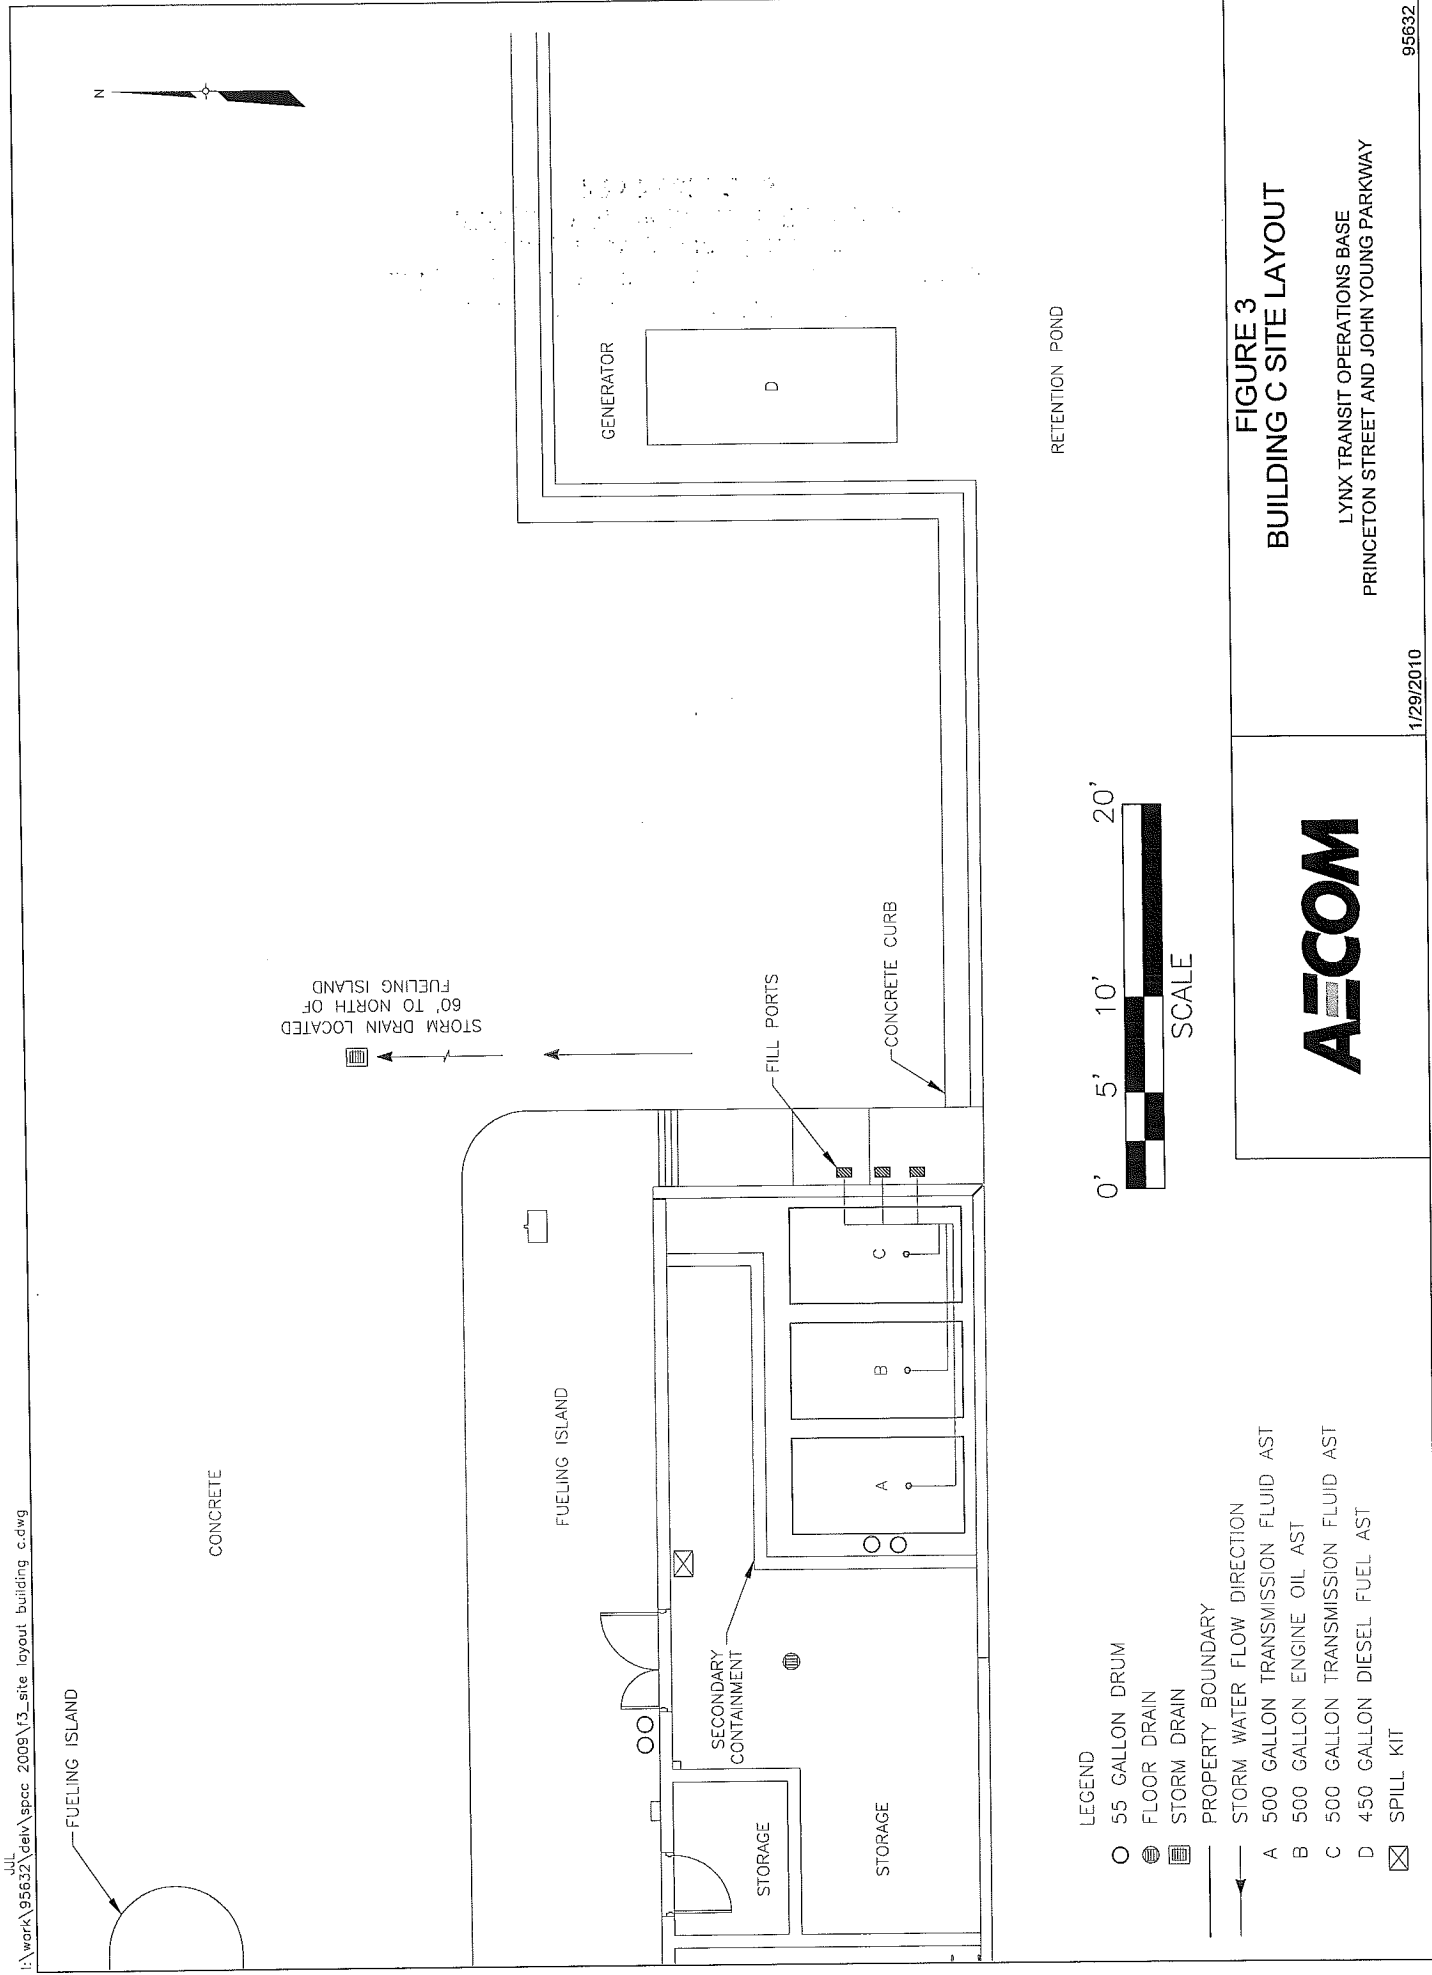 JJL
I:\work\95632\delv\spcc 2009\f3_site layout building c.dwg
N
FUELING ISLAND
CONCRETE
STORM DRAIN LOCATED
60' TO NORTH OF
FUELING ISLAND
FUELING ISLAND
GENERATOR
D
FILL PORTS
CONCRETE CURB
SECONDARY
CONTAINMENT
STORAGE
STORAGE
A
B
C
RETENTION POND
LEGEND
55 GALLON DRUM
FLOOR DRAIN
STORM DRAIN
PROPERTY BOUNDARY
STORM WATER FLOW DIRECTION
A 500 GALLON TRANSMISSION FLUID AST
B 500 GALLON ENGINE OIL AST
C 500 GALLON TRANSMISSION FLUID AST
D 450 GALLON DIESEL FUEL AST
SPILL KIT
0' 5' 10' 20'
SCALE
AECOM
FIGURE 3
BUILDING C SITE LAYOUT
LYNX TRANSIT OPERATIONS BASE
PRINCETON STREET AND JOHN YOUNG PARKWAY
1/29/2010
95632